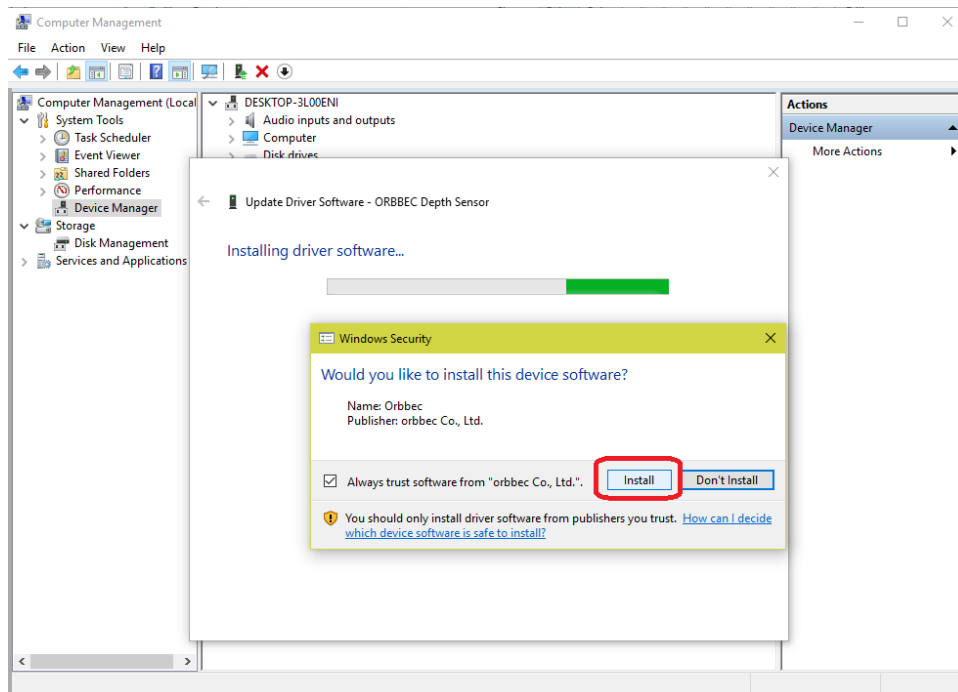 Computer Management
File Action View Help
Computer Management (Local
System Tools
Task Scheduler
Event Viewer
Shared Folders
Performance
Device Manager
Storage
Disk Management
Services and Applications
DESKTOP-3L00ENI
Audio inputs and outputs
Computer
Disk drives
Actions
Device Manager
More Actions
Update Driver Software - ORBBEC Depth Sensor
Installing driver software...
Windows Security
Would you like to install this device software?
Name: Orbbec
Publisher: orbbec Co., Ltd.
Always trust software from "orbbec Co., Ltd.".
Install
Don't Install
You should only install driver software from publishers you trust. How can I decide
which device software is safe to install?